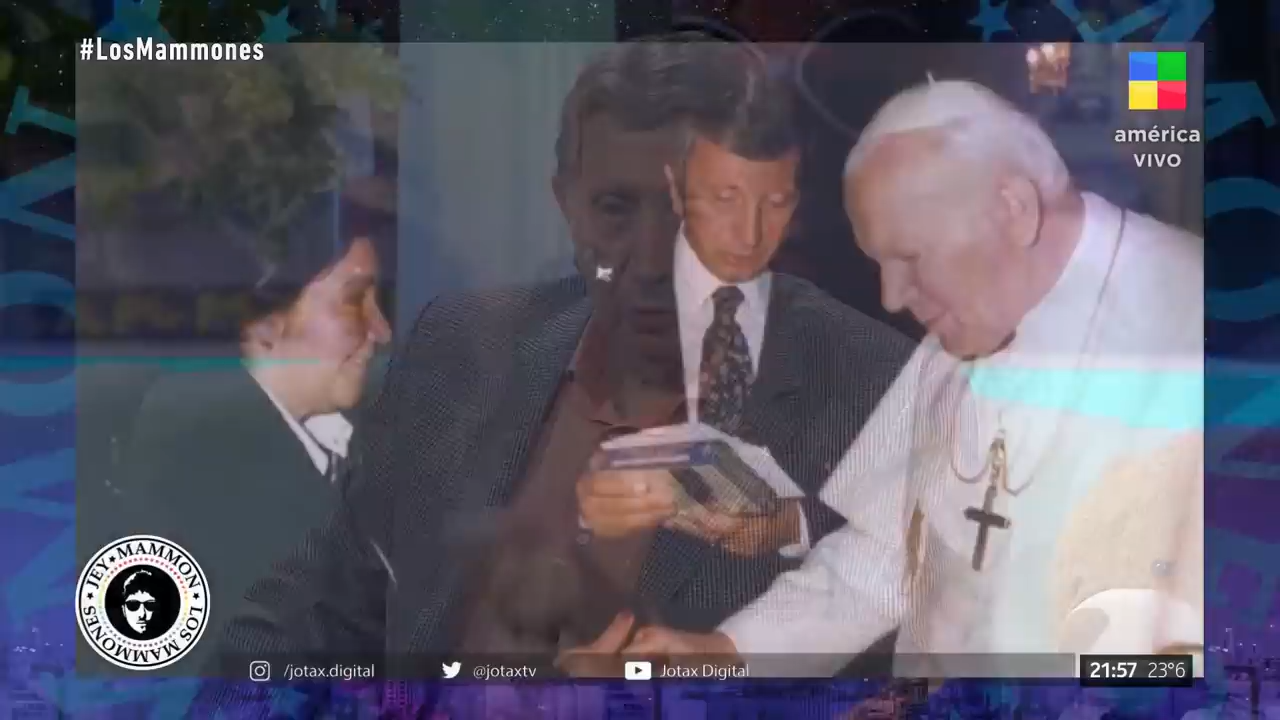 #LosMammones
américa
VIVO
JEY ★ MAMMON ★ LOS MAMMONES ★
/jotax.digital
@jotaxtv
Jotax Digital
21:57 23°6